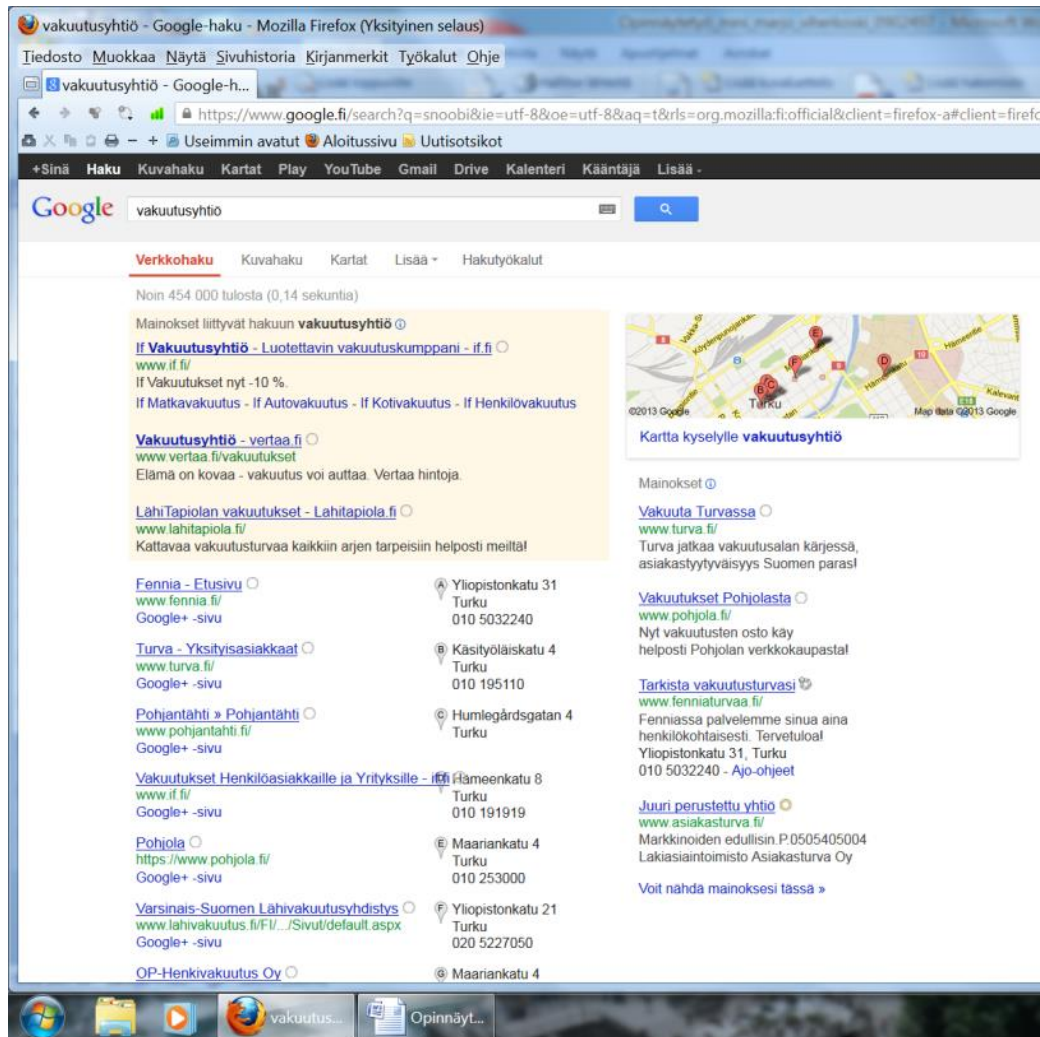 vakuutusyhtiö - Google-haku - Mozilla Firefox (Yksityinen selaus)
Tiedosto Muokkaa Näytä Sivuhistoria Kirjanmerkit Työkalut Ohje
vakuutusyhtiö - Google-h...
https://www.google.fi/search?q=snoobi&ie=utf-8&oe=utf-8&aq=t&rls=org.mozilla:fi:official&client=firefox-a#client=firefo
Useimmin avatut Aloitussivu Uutisotsikot
+Sinä Haku Kuvahaku Kartat Play YouTube Gmail Drive Kalenteri Kääntäjä Lisää
Google vakuutusyhtiö
Verkkohaku Kuvahaku Kartat Lisää Hakutyökalut
Noin 454 000 tulosta (0,14 sekuntia)
Mainokset liittyvät hakuun vakuutusyhtiö
If Vakuutusyhtiö - Luotettavin vakuutuskumppani - if.fi
www.if.fi/
If Vakuutukset nyt -10 %.
If Matkavakuutus - If Autovakuutus - If Kotivakuutus - If Henkilövakuutus
Vakuutusyhtiö - vertaa.fi
www.vertaa.fi/vakuutukset
Elämä on kovaa - vakuutus voi auttaa. Vertaa hintoja.
LähiTapiolan vakuutukset - Lahitapiola.fi
www.lahitapiola.fi/
Kattavaa vakuutusturvaa kaikkiin arjen tarpeisiin helposti meiltä!
Fennia - Etusivu A Yliopistonkatu 31
www.fennia.fi/ Turku
Google+ -sivu 010 5032240
Turva - Yksityisasiakkaat B Käsityöläiskatu 4
www.turva.fi/ Turku
Google+ -sivu 010 195110
Pohjantähti » Pohjantähti C Humlegårdsgatan 4
www.pohjantahti.fi/ Turku
Google+ -sivu
Vakuutukset Henkilöasiakkaille ja Yrityksille - if.fi Hämeenkatu 8
www.if.fi/ Turku
Google+ -sivu 010 191919
Pohjola E Maariankatu 4
https://www.pohjola.fi/ Turku
Google+ -sivu 010 253000
Varsinais-Suomen Lähivakuutusyhdistys F Yliopistonkatu 21
www.lahivakuutus.fi/FI/.../Sivut/default.aspx Turku
Google+ -sivu 020 5227050
OP-Henkivakuutus Oy G Maariankatu 4
E
F
D
B C
Turku
Hämeentie
Kalevant
©2013 Google Map data ©2013 Google
Kartta kyselylle vakuutusyhtiö
Mainokset
Vakuuta Turvassa
www.turva.fi/
Turva jatkaa vakuutusalan kärjessä,
asiakastyytyväisyys Suomen paras!
Vakuutukset Pohjolasta
www.pohjola.fi/
Nyt vakuutusten osto käy
helposti Pohjolan verkkokaupasta!
Tarkista vakuutusturvasi
www.fenniaturvaa.fi/
Fenniassa palvelemme sinua aina
henkilökohtaisesti. Tervetuloa!
Yliopistonkatu 31, Turku
010 5032240 - Ajo-ohjeet
Juuri perustettu yhtiö
www.asiakasturva.fi/
Markkinoiden edullisin.P.0505405004
Lakiasiaintoimisto Asiakasturva Oy
Voit nähdä mainoksesi tässä »
vakuutus... Opinnäyt...